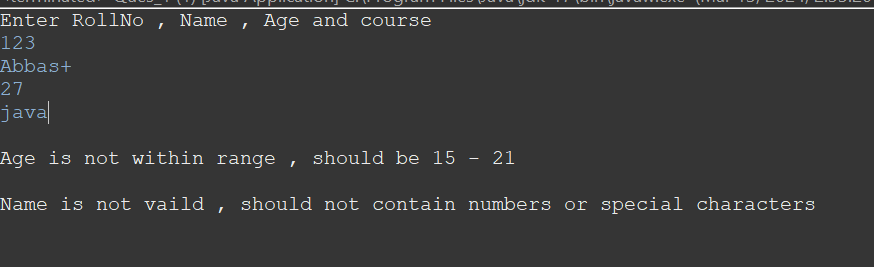 Enter RollNo , Name , Age and course
123
Abbas+
27
java
Age is not within range , should be 15 - 21
Name is not vaild , should not contain numbers or special characters